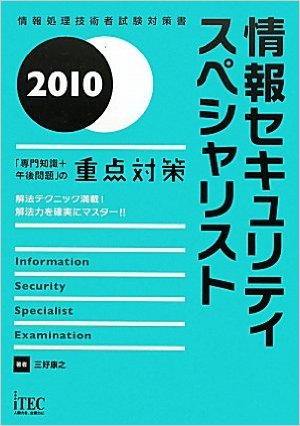 情報処理技術者試験対策書
2010
情報セキュリティ
スペシャリスト
「専門知識+
午後問題」の
重点対策
解法テクニック満載!
解法力を確実にマスター!!
Information
Security
Specialist
Examination
著者 三好康之
iTEC